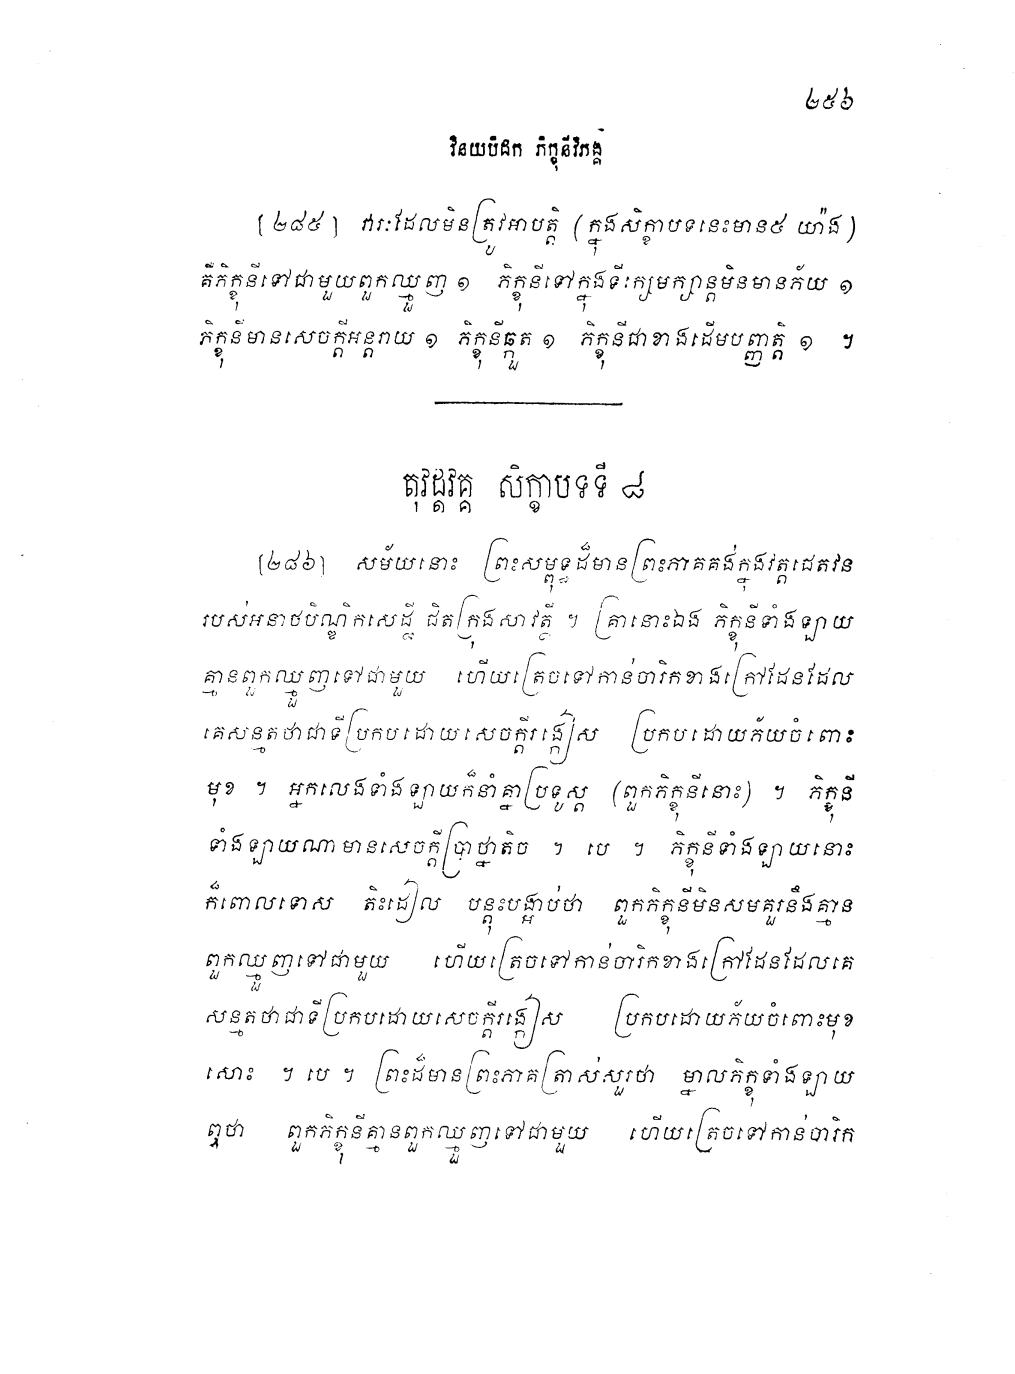 ២៥៦
វិនយបិដក ភិក្ខុនីវិភង្គ
[២៨៥] វារៈដែលមិនត្រូវអាបត្តិ (ក្នុងសិក្ខាបទនេះមាន៥ យ៉ាង)
គឺភិក្ខុនីទៅជាមួយពួកឈ្មួញ ១ ភិក្ខុនីទៅក្នុងទីក្សេមក្សាន្តមិនមានភ័យ ១
ភិក្ខុនីមានសេចក្តីអន្តរាយ ១ ភិក្ខុនីឆ្កួត ១ ភិក្ខុនីជាខាងដើមបញ្ញត្តិ ១ ។
តុវដ្តវគ្គ សិក្ខាបទទី ៨
[២៨៦] សម័យនោះ ព្រះសម្ពុទ្ធដ៏មានព្រះភាគគង់ក្នុងវត្តជេតវន
របស់អនាថបិណ្ឌិកសេដ្ឋី ជិតក្រុងសាវត្ថី ។ គ្រានោះឯង ភិក្ខុនីទាំងឡាយ
គ្មានពួកឈ្មួញទៅជាមួយ ហើយត្រេចទៅកាន់ចារិកខាងក្រៅដែនដែល
គេសន្មតថាជាទីប្រកបដោយសេចក្តីរង្កៀស ប្រកបដោយភ័យចំពោះ
មុខ ។ អ្នកលេងទាំងឡាយក៏នាំគ្នាប្រទូស្ត (ពួកភិក្ខុនីនោះ) ។ ភិក្ខុនី
ទាំងឡាយណាមានសេចក្តីប្រាថ្នាតិច ។ បេ ។ ភិក្ខុនីទាំងឡាយនោះ
ក៏ពោលទោស តិះដៀល បន្តុះបង្អាប់ថា ពួកភិក្ខុនីមិនសមគួរនឹងគ្មាន
ពួកឈ្មួញទៅជាមួយ ហើយត្រេចទៅកាន់ចារិកខាងក្រៅដែនដែលគេ
សន្មតថាជាទីប្រកបដោយសេចក្តីរង្កៀស ប្រកបដោយភ័យចំពោះមុខ
សោះ ។ បេ ។ ព្រះដ៏មានព្រះភាគត្រាស់សួរថា ម្នាលភិក្ខុទាំងឡាយ
ឮថា ពួកភិក្ខុនីគ្មានពួកឈ្មួញទៅជាមួយ ហើយត្រេចទៅកាន់ចារិក